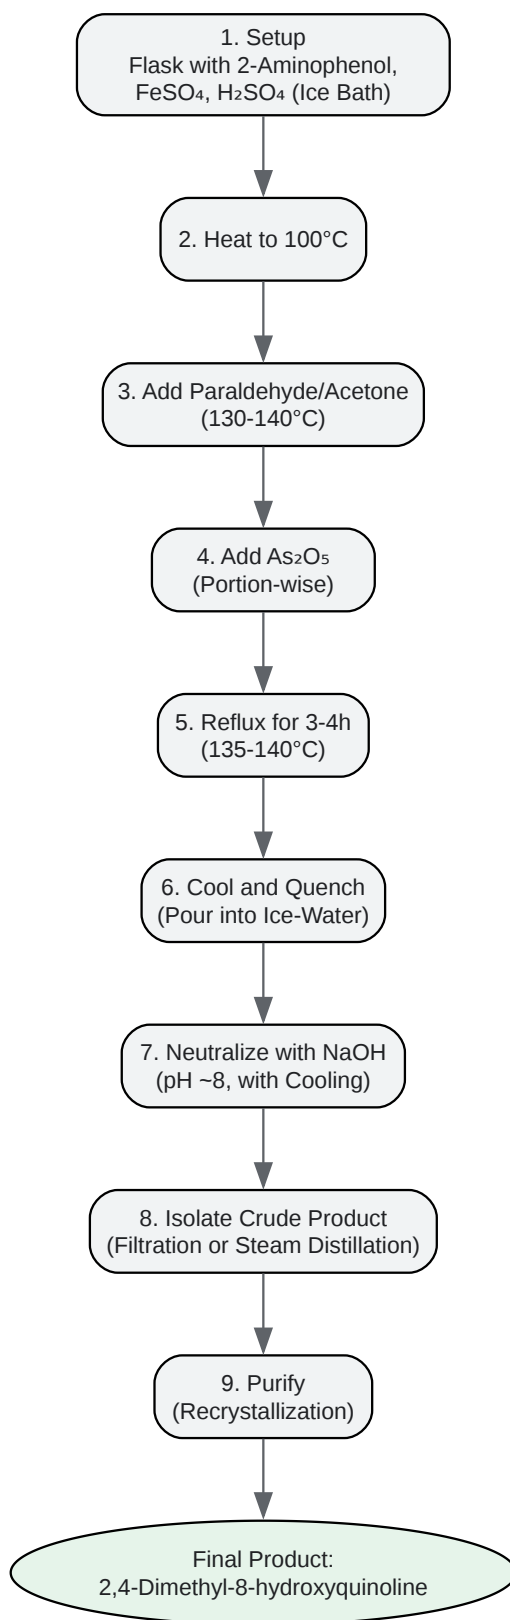 1. Setup
Flask with 2-Aminophenol,
FeSO₄, H₂SO₄ (Ice Bath)
2. Heat to 100°C
3. Add Paraldehyde/Acetone
(130-140°C)
4. Add As₂O₅
(Portion-wise)
5. Reflux for 3-4h
(135-140°C)
6. Cool and Quench
(Pour into Ice-Water)
7. Neutralize with NaOH
(pH ~8, with Cooling)
8. Isolate Crude Product
(Filtration or Steam Distillation)
9. Purify
(Recrystallization)
Final Product:
2,4-Dimethyl-8-hydroxyquinoline